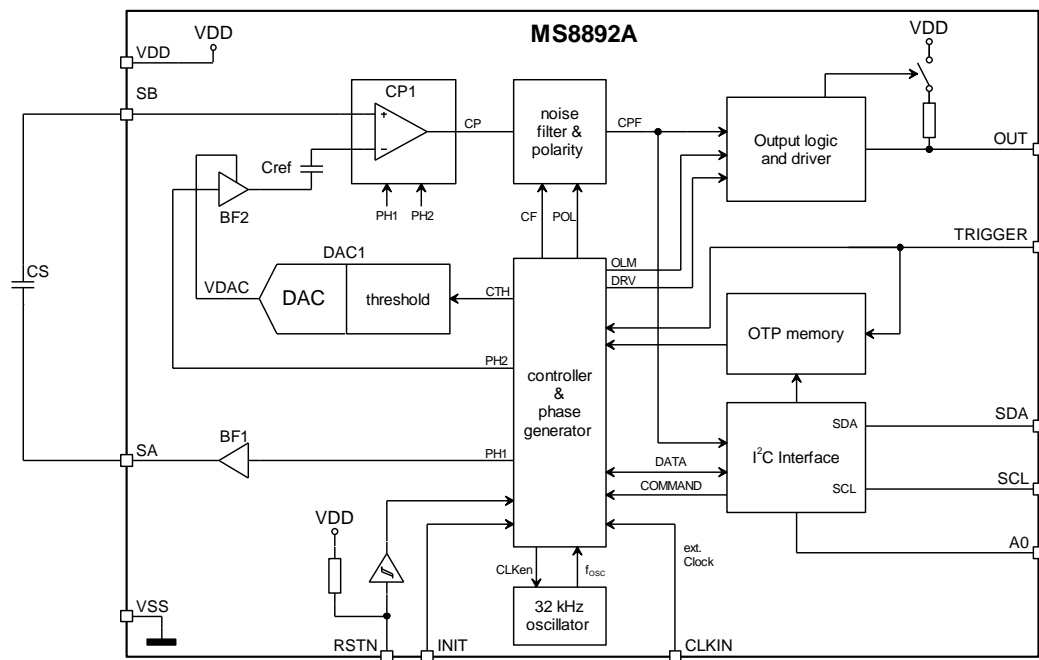 MS8892A
VDD
VDD
SB
CP1
+
−
CP
PH1
PH2
noise
filter &
polarity
CPF
CF
POL
VDD
Output logic
and driver
OUT
Cref
BF2
TRIGGER
CS
DAC1
VDAC
DAC
threshold
CTH
OLM
DRV
OTP memory
PH2
controller
&
phase
generator
SDA
SDA
I²C Interface
SCL
SCL
SA
BF1
PH1
DATA
COMMAND
A0
VDD
ext.
Clock
CLKen
fOSC
32 kHz
oscillator
VSS
RSTN
INIT
CLKIN